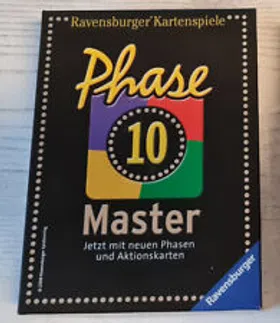 Ravensburger® Kartenspiele
Phase
10
Master
Jetzt mit neuen Phasen
und Aktionskarten
Ravensburger